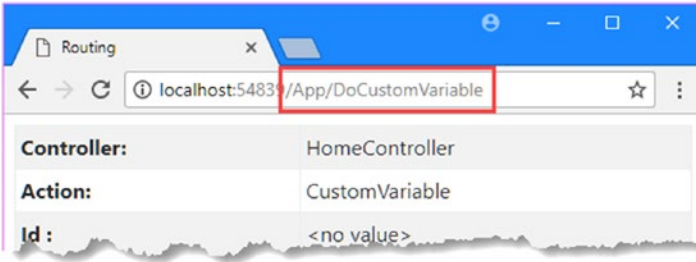 Routing
localhost:54839/App/DoCustomVariable
Controller: HomeController
Action: CustomVariable
Id : <no value>